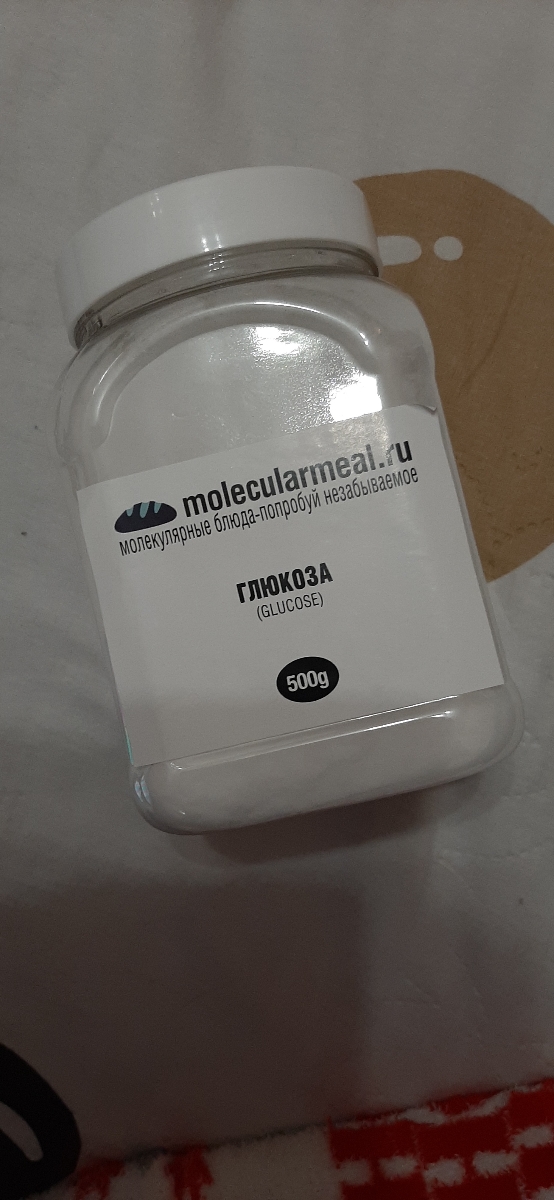 molecularmeal.ru
молекулярные блюда-попробуй незабываемое
ГЛЮКОЗА
(GLUCOSE)
500g